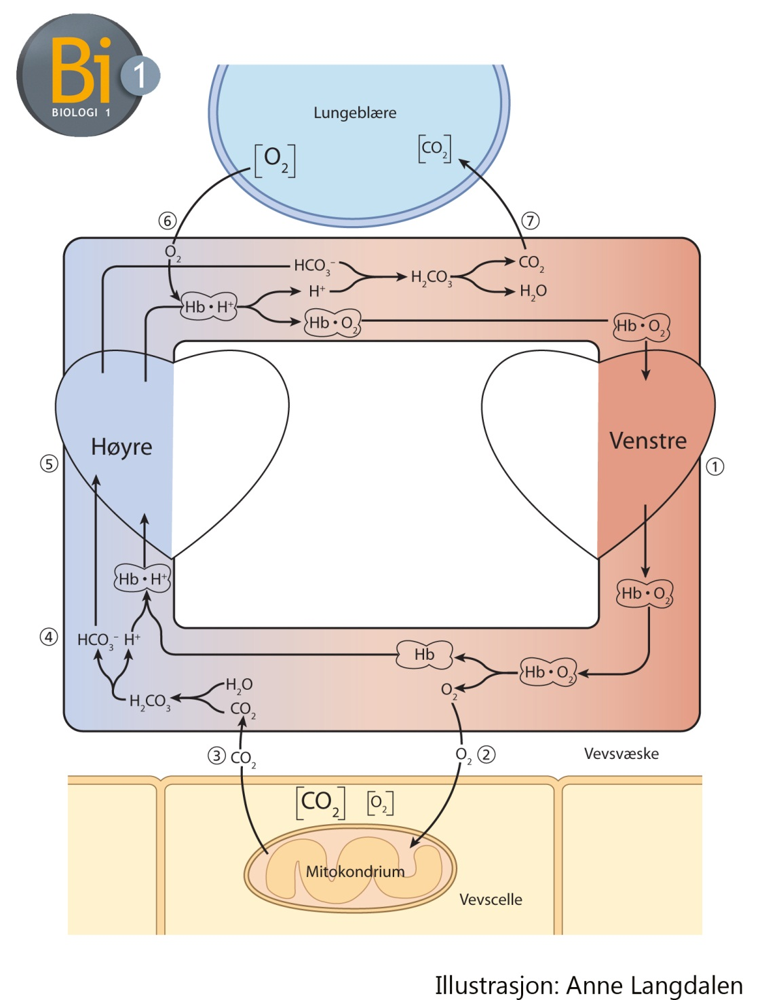 Bi
1
BIOLOGI 1
Lungeblære
[O₂]
[CO₂]
⑥
⑦
O₂
HCO₃⁻
H₂CO₃
CO₂
H⁺
H₂O
Hb • H⁺
Hb • O₂
Hb • O₂
Høyre
Venstre
⑤
①
Hb • H⁺
Hb • O₂
④
HCO₃⁻
H⁺
Hb
Hb • O₂
H₂O
O₂
H₂CO₃
CO₂
③
CO₂
O₂
②
Vevsvæske
[CO₂]
[O₂]
Mitokondrium
Vevscelle
Illustrasjon: Anne Langdalen